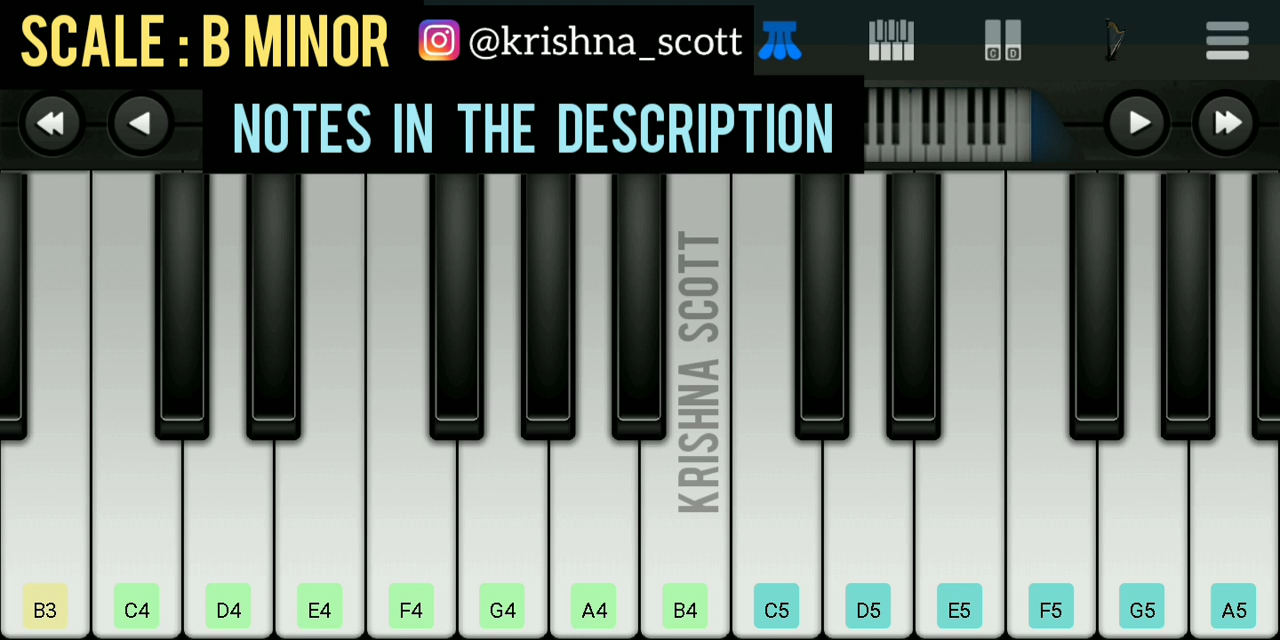 SCALE : B MINOR
@krishna_scott
C D
NOTES IN THE DESCRIPTION
KRISHNA SCOTT
B3 C4 D4 E4 F4 G4 A4 B4 C5 D5 E5 F5 G5 A5